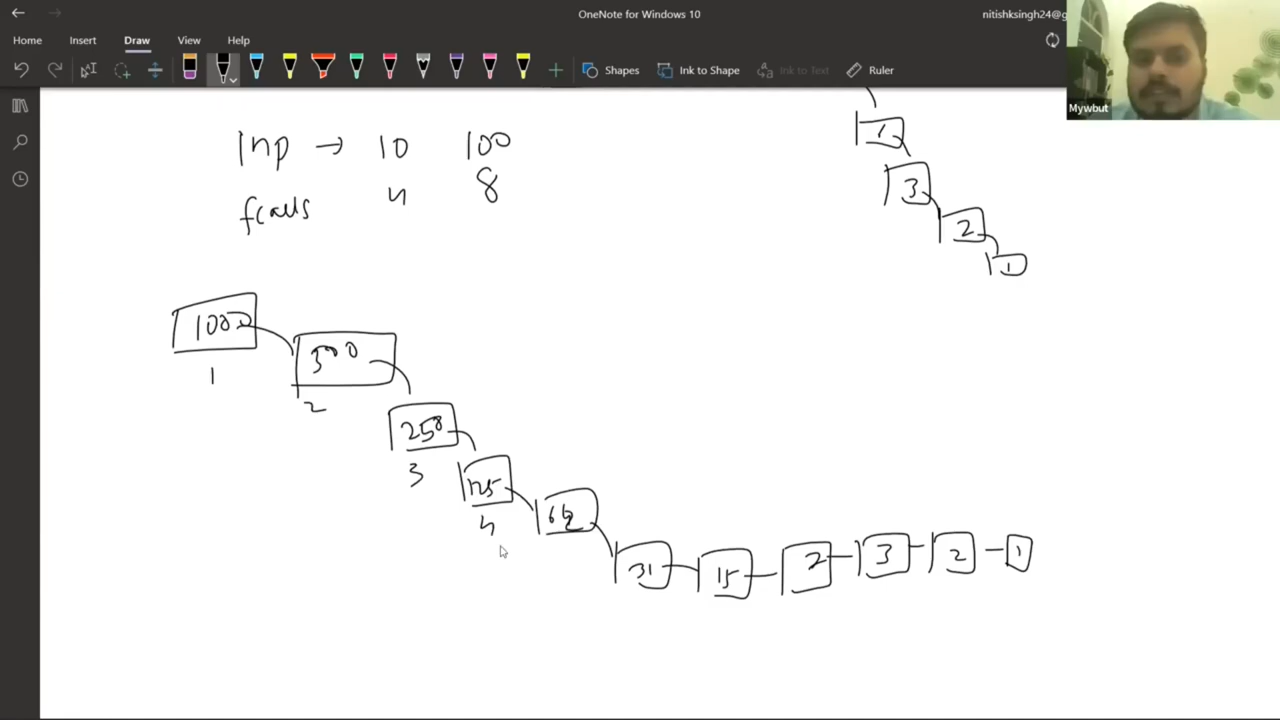 OneNote for Windows 10
nitishksingh24@g
Home Insert Draw View Help
Shapes Ink to Shape Ink to Text Ruler
Mywbut
Inp → 10 100
fcalls 4 8
1
3
2
1
1000
1
500
2
250
3
125
4
62
31 15 7 3 2 1